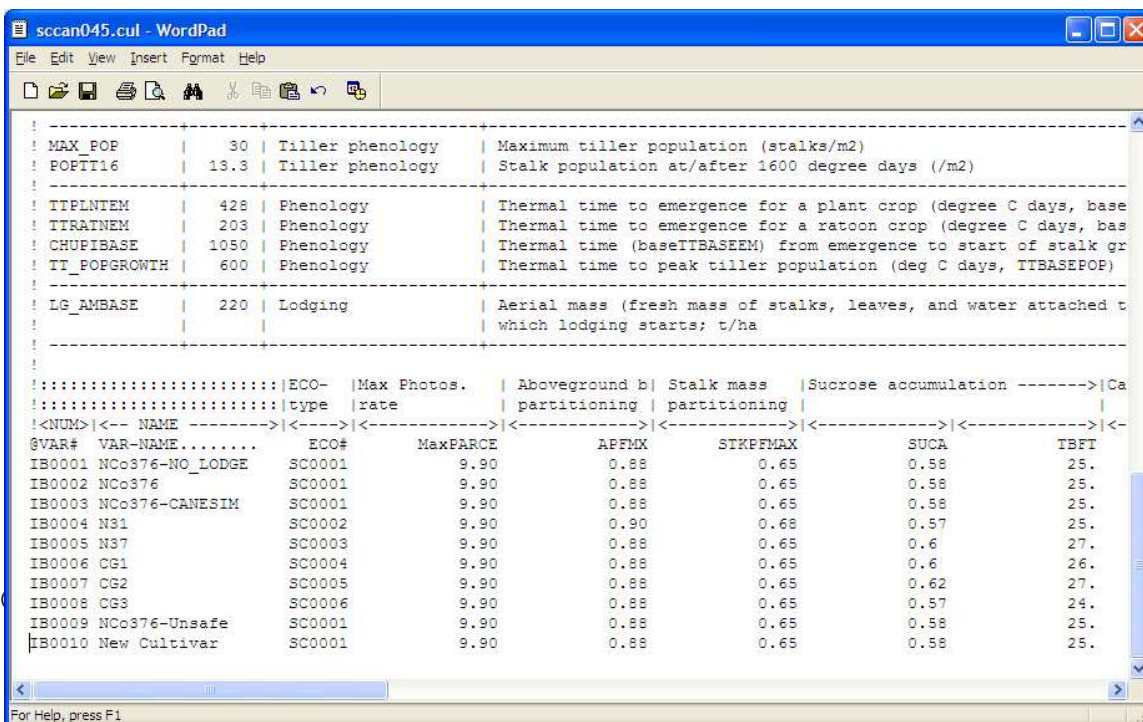 sccan045.cul - WordPad
File Edit View Insert Format Help
! --------------+--------+------------------------+------------------------------------------------------------------------
! MAX_POP | 30 | Tiller phenology | Maximum tiller population (stalks/m2)
! POPTT16 | 13.3 | Tiller phenology | Stalk population at/after 1600 degree days (/m2)
! --------------+--------+------------------------+------------------------------------------------------------------------
! TTPLNTEM | 428 | Phenology | Thermal time to emergence for a plant crop (degree C days, base
! TTRATNEM | 203 | Phenology | Thermal time to emergence for a ratoon crop (degree C days, bas
! CHUPIBASE | 1050 | Phenology | Thermal time (baseTTBASEEM) from emergence to start of stalk gr
! TT_POPGROWTH | 600 | Phenology | Thermal time to peak tiller population (deg C days, TTBASEPOP)
! --------------+--------+------------------------+------------------------------------------------------------------------
! LG_AMBASE | 220 | Lodging | Aerial mass (fresh mass of stalks, leaves, and water attached t
! | | | which lodging starts; t/ha
! --------------+--------+------------------------+------------------------------------------------------------------------
!
!::::::::::::::::::::::::|ECO- |Max Photos. | Aboveground b| Stalk mass |Sucrose accumulation ------->|Ca
!::::::::::::::::::::::::|type |rate | partitioning | partitioning | |
!<NUM>|<-- NAME -------->|<---->|<------------>|<------------>|<------------>|<------------>|<------------>|<-
@VAR# VAR-NAME........ ECO# MaxPARCE APFMX STKPFMAX SUCA TBFT
IB0001 NCo376-NO_LODGE SC0001 9.90 0.88 0.65 0.58 25.
IB0002 NCo376 SC0001 9.90 0.88 0.65 0.58 25.
IB0003 NCo376-CANESIM SC0001 9.90 0.88 0.65 0.58 25.
IB0004 N31 SC0002 9.90 0.90 0.68 0.57 25.
IB0005 N37 SC0003 9.90 0.88 0.65 0.6 27.
IB0006 CG1 SC0004 9.90 0.88 0.65 0.6 26.
IB0007 CG2 SC0005 9.90 0.88 0.65 0.62 27.
IB0008 CG3 SC0006 9.90 0.88 0.65 0.57 24.
IB0009 NCo376-Unsafe SC0001 9.90 0.88 0.65 0.58 25.
IB0010 New Cultivar SC0001 9.90 0.88 0.65 0.58 25.
For Help, press F1